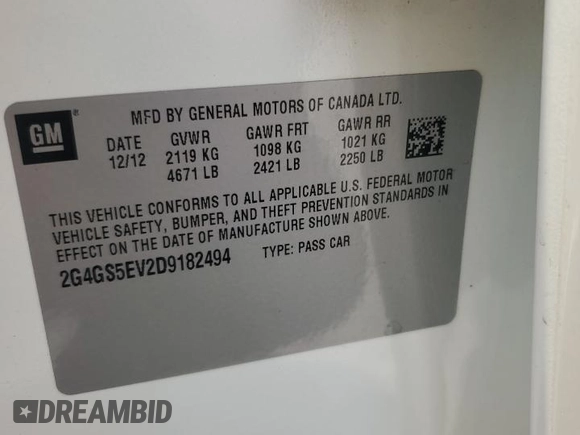 GM
®
MFD BY GENERAL MOTORS OF CANADA LTD.
DATE GVWR GAWR FRT GAWR RR
12/12 2119 KG 1098 KG 1021 KG
4671 LB 2421 LB 2250 LB
THIS VEHICLE CONFORMS TO ALL APPLICABLE U.S. FEDERAL MOTOR
VEHICLE SAFETY, BUMPER, AND THEFT PREVENTION STANDARDS IN
EFFECT ON THE DATE OF MANUFACTURE SHOWN ABOVE.
2G4GS5EV2D9182494 TYPE: PASS CAR
DREAMBID